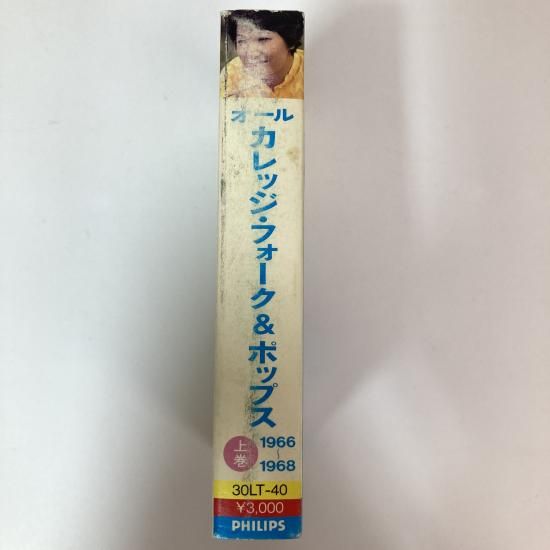 オール
カレッジ・フォーク&ポップス
上巻
1966
〜
1968
30LT-40
¥3,000
PHILIPS